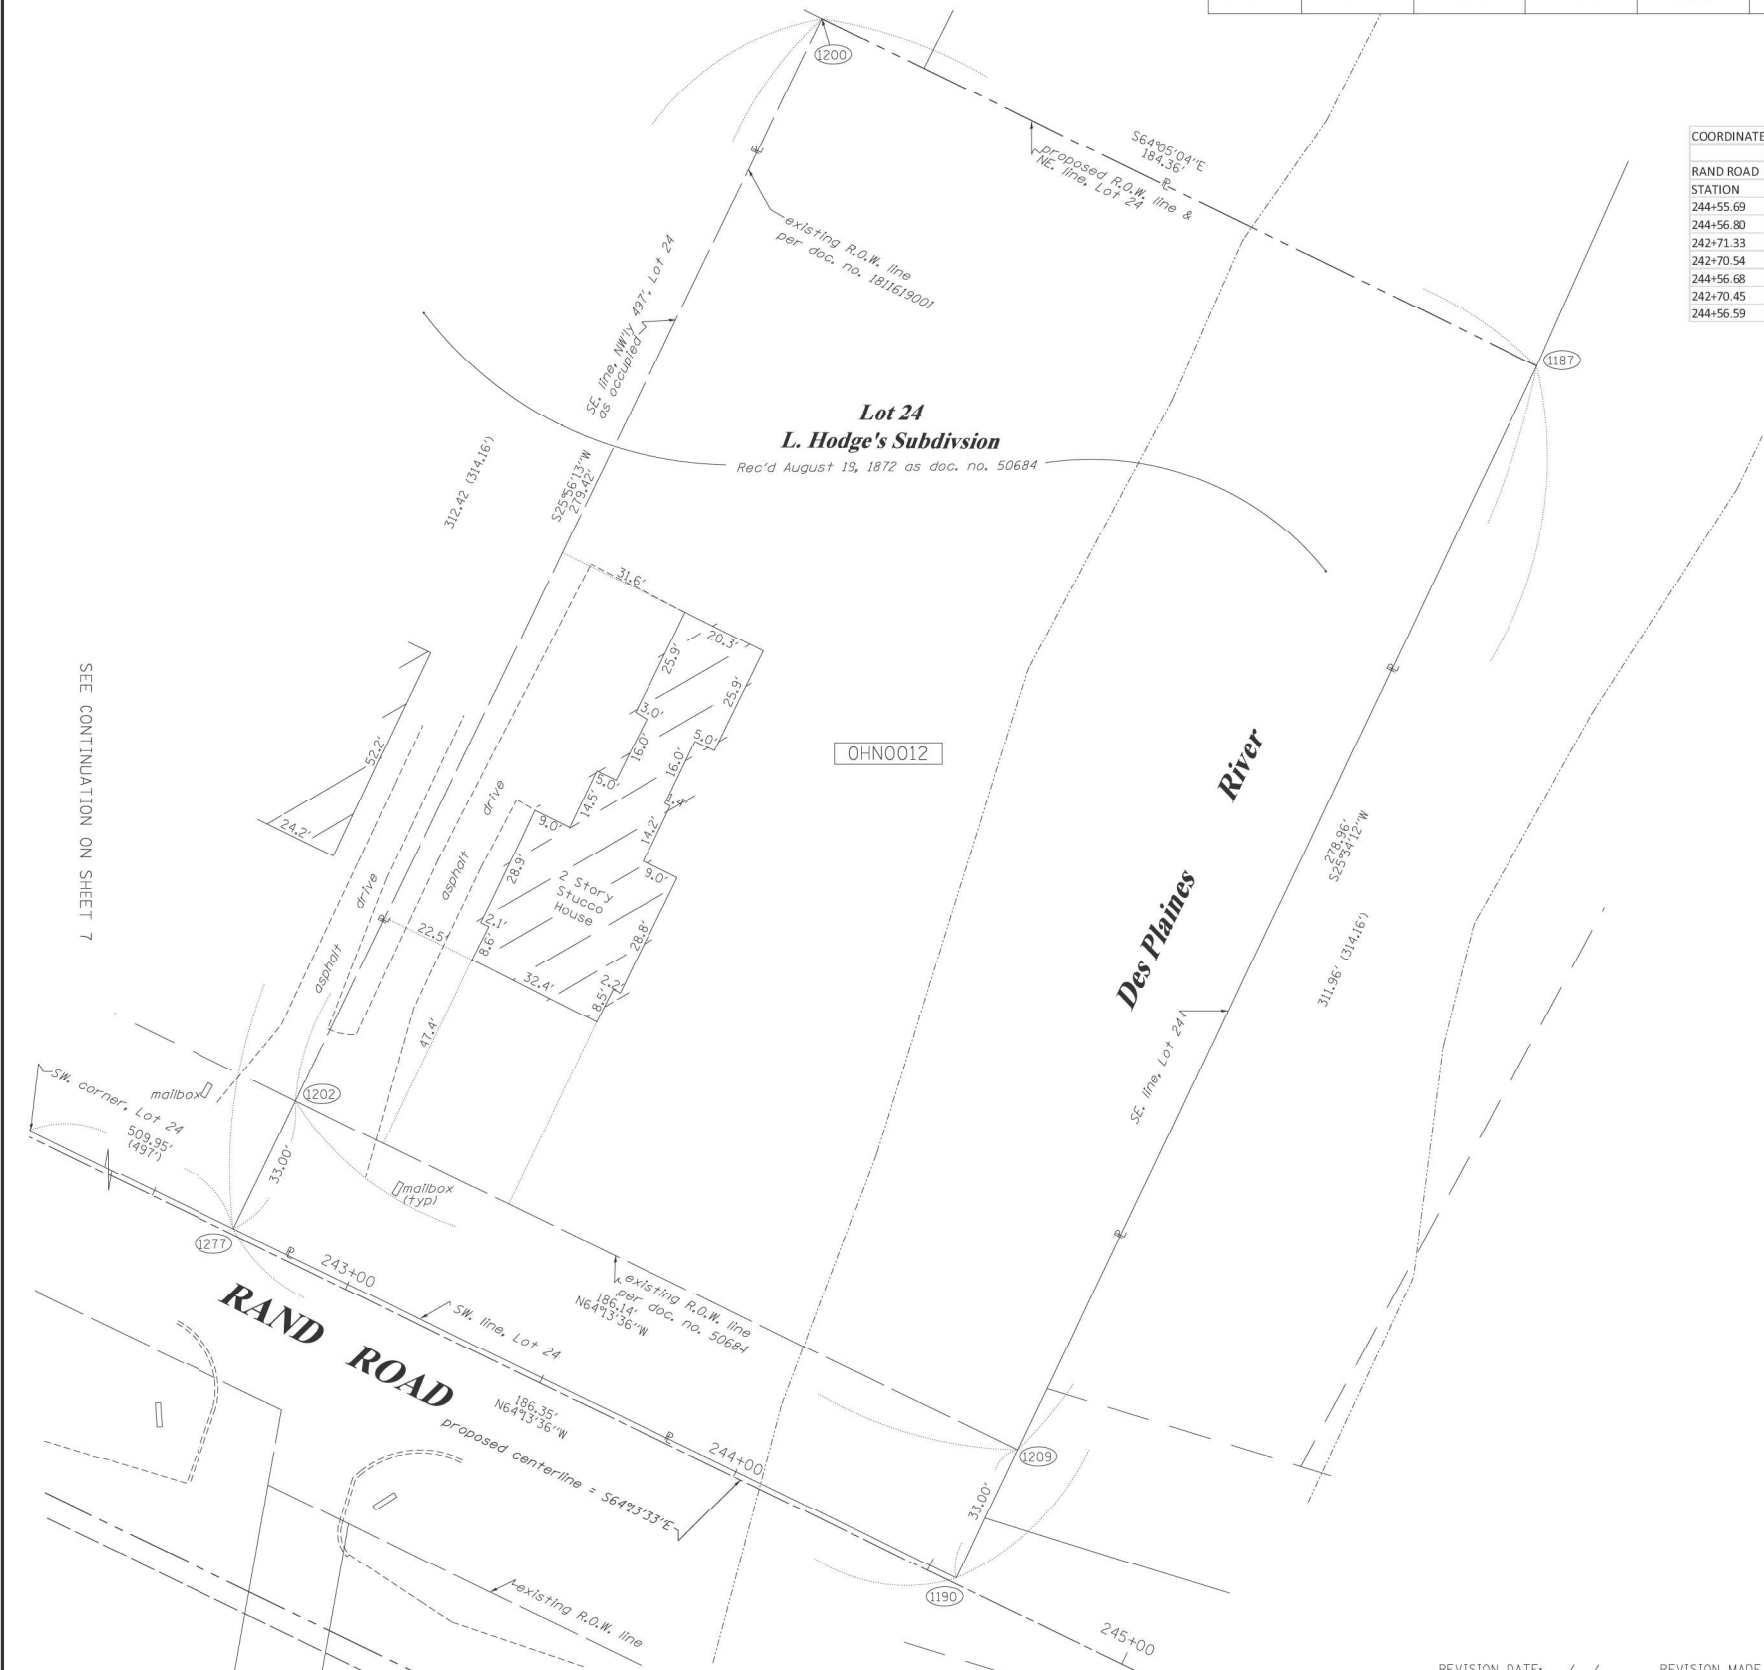 1200
S64°05'04"E
184.36'
proposed R.O.W. line &
NE. line, Lot 24
COORDINATE
RAND ROAD
STATION
244+55.69
244+56.80
242+71.33
242+70.54
244+56.68
242+70.45
244+56.59
existing R.O.W. line
per doc. no. 1811619001
SE. line, NW'ly 497', Lot 24
as occupied
1187
Lot 24
L. Hodge's Subdivsion
Rec'd August 19, 1872 as doc. no. 50684
312.42 (314.16')
S25°56'13"W
279.42'
31.6'
20.3'
25.9'
25.9'
3.0'
16.0'
5.0'
16.0'
5.0'
14.5'
1.4'
14.2'
9.0'
9.0'
28.9'
2 Story
Stucco
House
28.8'
2.1'
8.6'
22.5'
32.4'
2.2'
8.5'
47.4'
52.2'
24.2'
drive
asphalt
drive
asphalt
OHN0012
SEE CONTINUATION ON SHEET 7
Des Plaines River
278.96'
S25°34'12"W
311.96' (314.16')
SE. line, Lot 24
SW. corner, Lot 24
509.95'
(497')
mailbox
1202
33.00'
mailbox
(typ)
1277
243+00
existing R.O.W. line
per doc. no. 50684
186.14'
N64°13'36"W
SW. line, Lot 24
RAND ROAD
186.35'
N64°13'36"W
proposed centerline = S64°13'33"E
244+00
1209
33.00'
1190
existing R.O.W. line
245+00
REVISION DATE: / / REVISION MADE